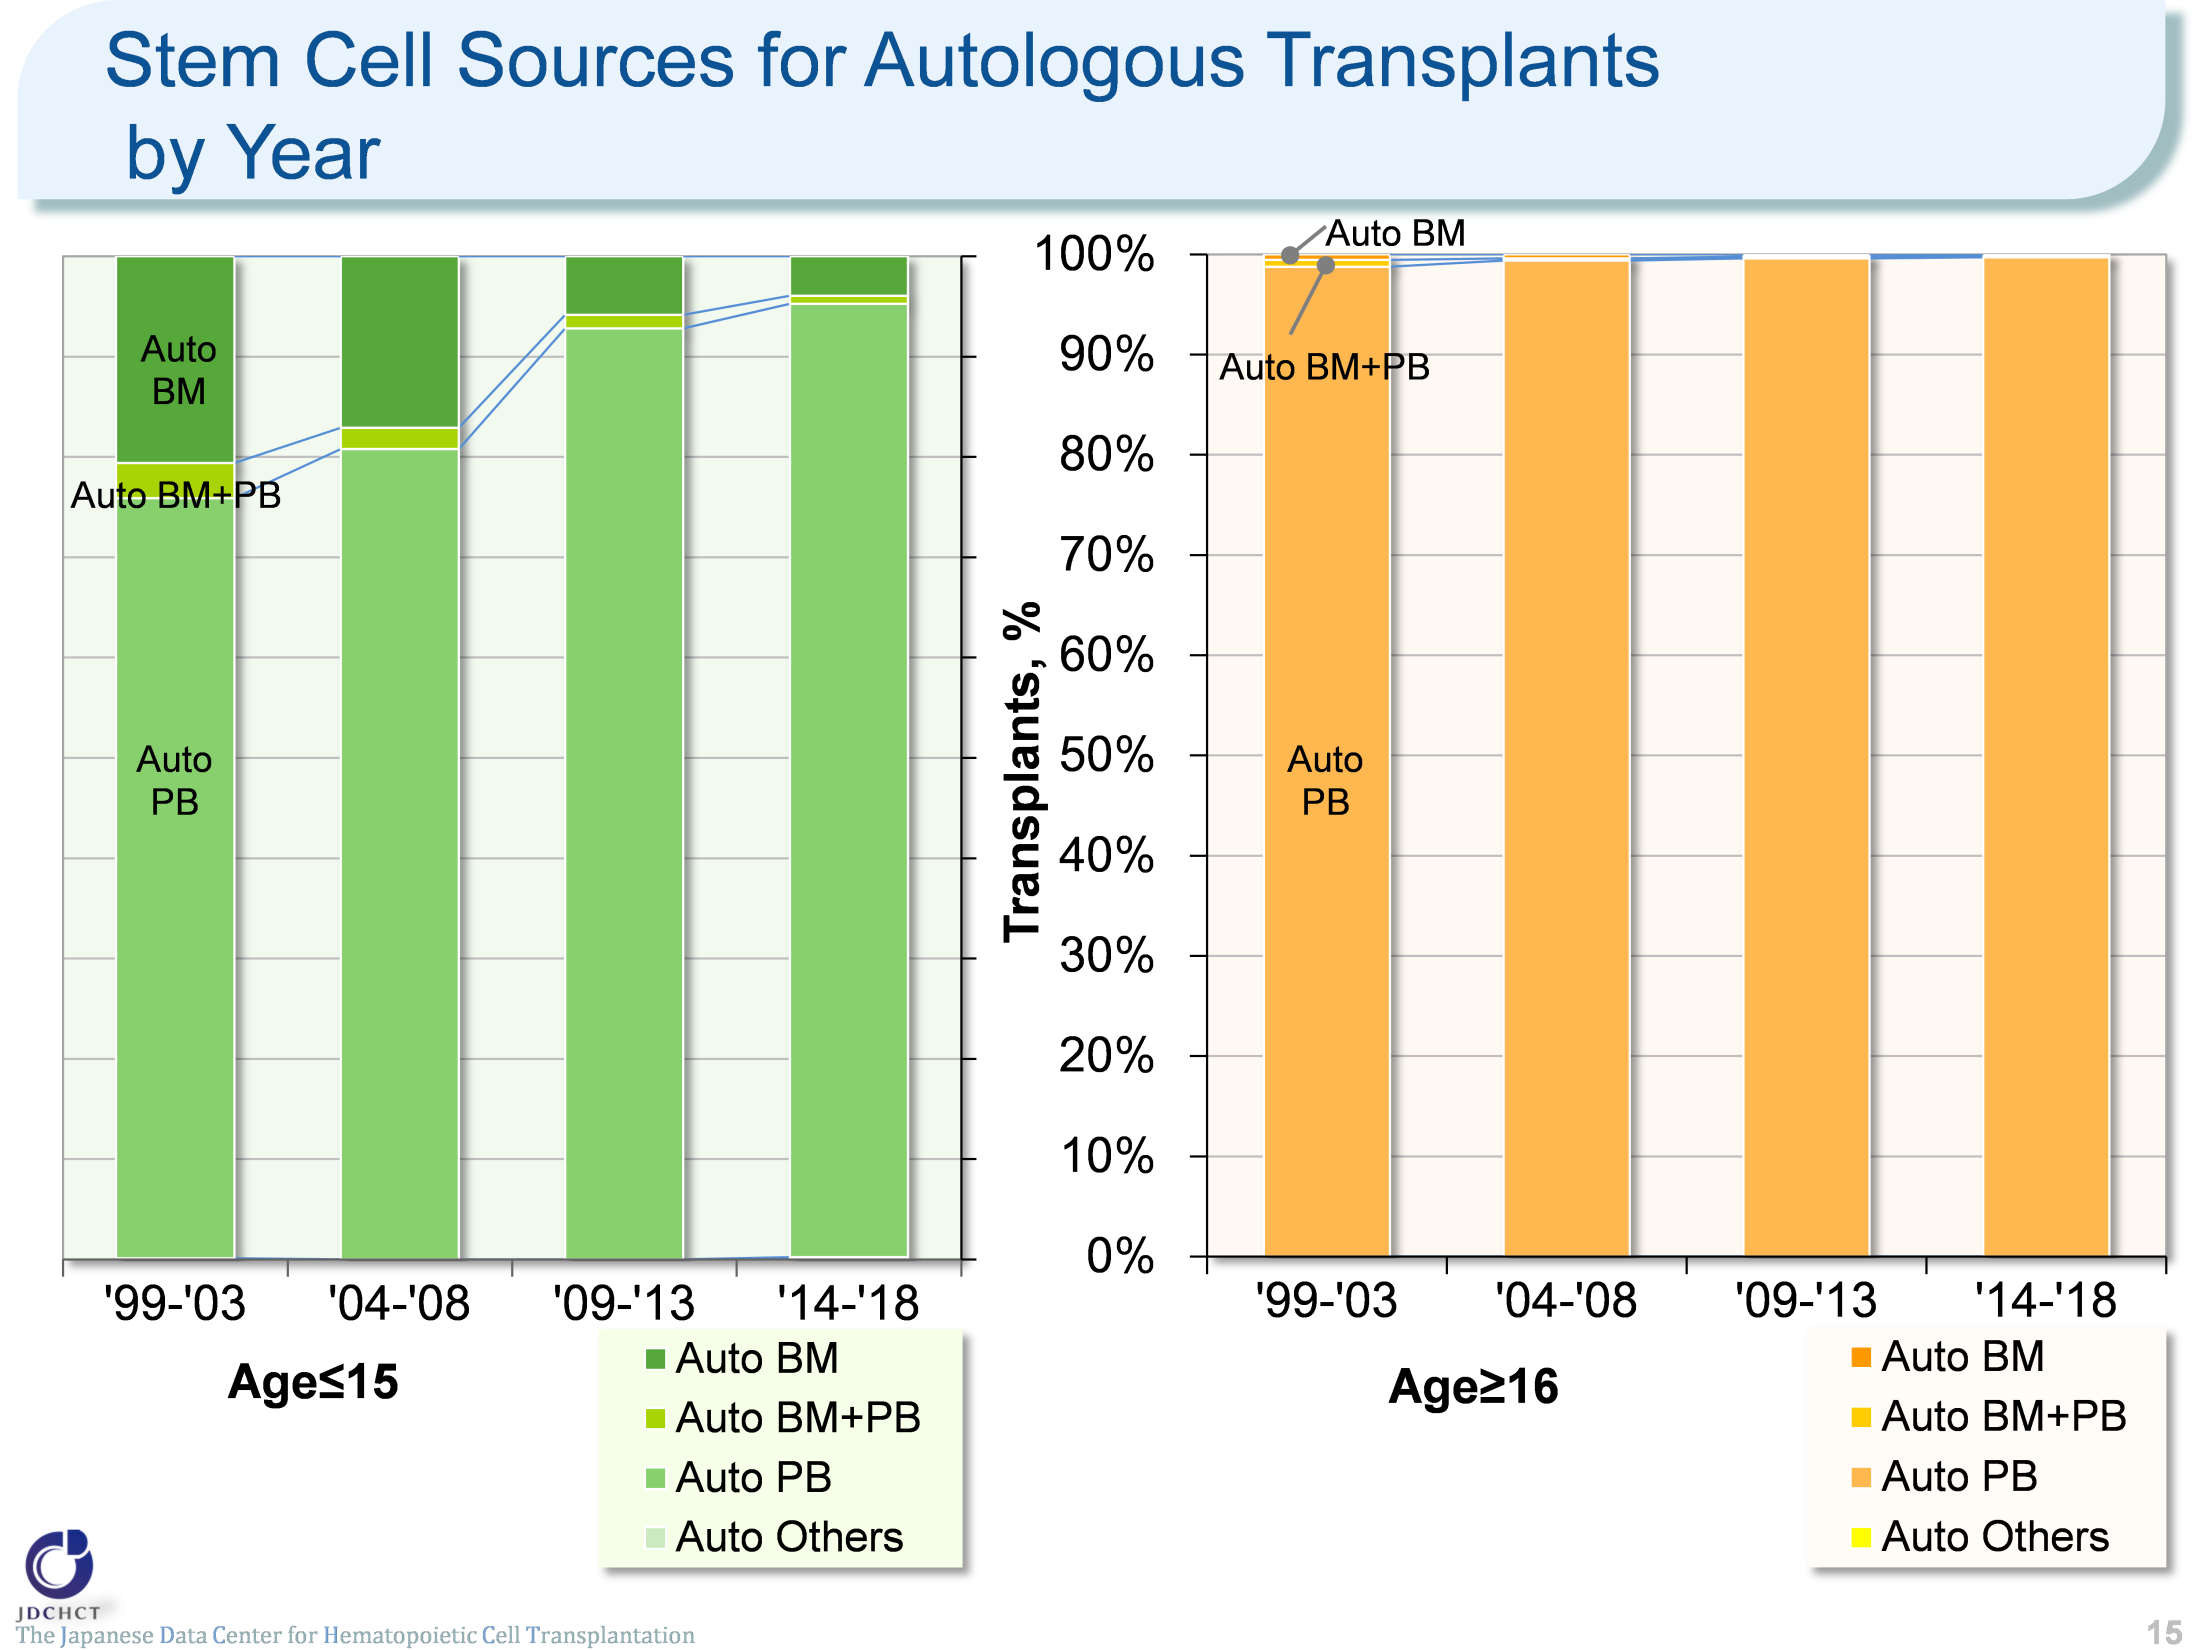 Stem Cell Sources for Autologous Transplants
by Year
Auto
BM
Auto BM+PB
Auto
PB
'99-'03
'04-'08
'09-'13
'14-'18
Age≤15
Auto BM
Auto BM+PB
Auto PB
Auto Others
Transplants, %
100%
90%
80%
70%
60%
50%
40%
30%
20%
10%
0%
Auto BM
Auto BM+PB
Auto
PB
'99-'03
'04-'08
'09-'13
'14-'18
Age≥16
Auto BM
Auto BM+PB
Auto PB
Auto Others
JDCHCT
The Japanese Data Center for Hematopoietic Cell Transplantation
15